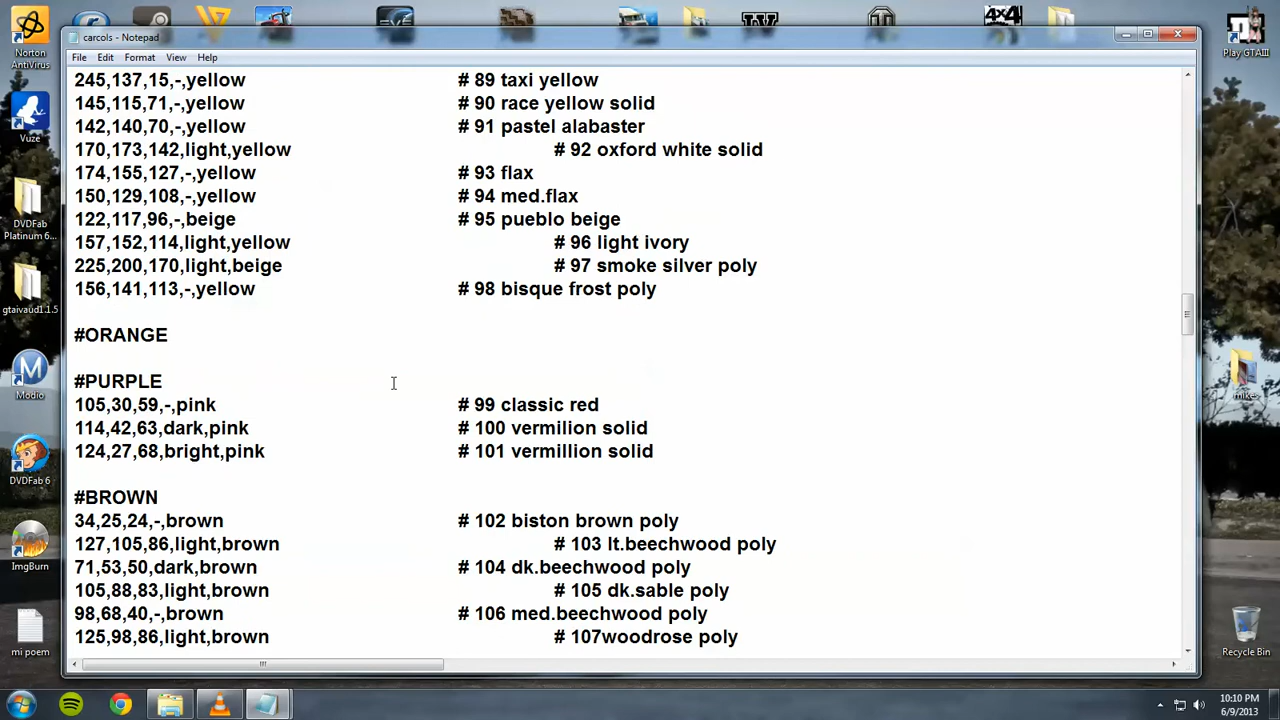 carcols - Notepad
File Edit Format View Help
245,137,15,-,yellow # 89 taxi yellow
145,115,71,-,yellow # 90 race yellow solid
142,140,70,-,yellow # 91 pastel alabaster
170,173,142,light,yellow # 92 oxford white solid
174,155,127,-,yellow # 93 flax
150,129,108,-,yellow # 94 med.flax
122,117,96,-,beige # 95 pueblo beige
157,152,114,light,yellow # 96 light ivory
225,200,170,light,beige # 97 smoke silver poly
156,141,113,-,yellow # 98 bisque frost poly
#ORANGE
#PURPLE
105,30,59,-,pink # 99 classic red
114,42,63,dark,pink # 100 vermilion solid
124,27,68,bright,pink # 101 vermillion solid
#BROWN
34,25,24,-,brown # 102 biston brown poly
127,105,86,light,brown # 103 lt.beechwood poly
71,53,50,dark,brown # 104 dk.beechwood poly
105,88,83,light,brown # 105 dk.sable poly
98,68,40,-,brown # 106 med.beechwood poly
125,98,86,light,brown # 107woodrose poly
Norton
AntiVirus
Vuze
DVDFab
Platinum 6...
gtaivaud1.1.5
Modio
DVDFab 6
ImgBurn
mi poem
EVE
IV
4x4
Play GTAIII
mikes
Recycle Bin
10:10 PM
6/9/2013